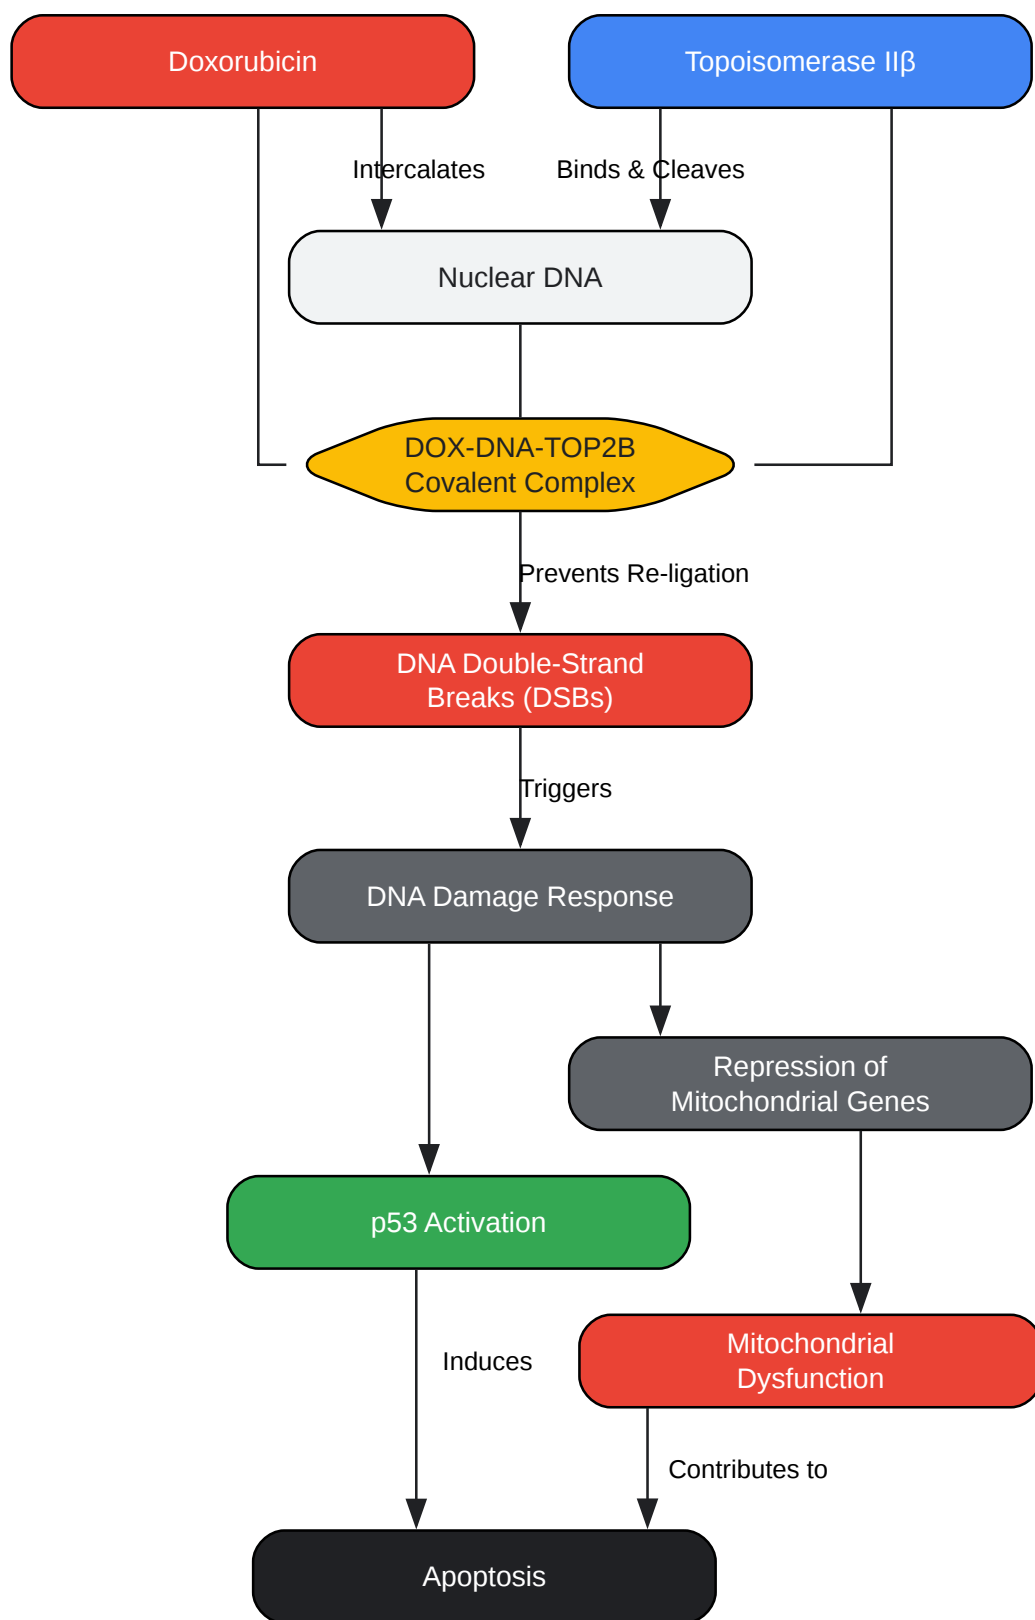 Doxorubicin
Topoisomerase IIβ
Intercalates
Binds & Cleaves
Nuclear DNA
DOX-DNA-TOP2B
Covalent Complex
Prevents Re-ligation
DNA Double-Strand
Breaks (DSBs)
Triggers
DNA Damage Response
Repression of
Mitochondrial Genes
p53 Activation
Mitochondrial
Dysfunction
Induces
Contributes to
Apoptosis